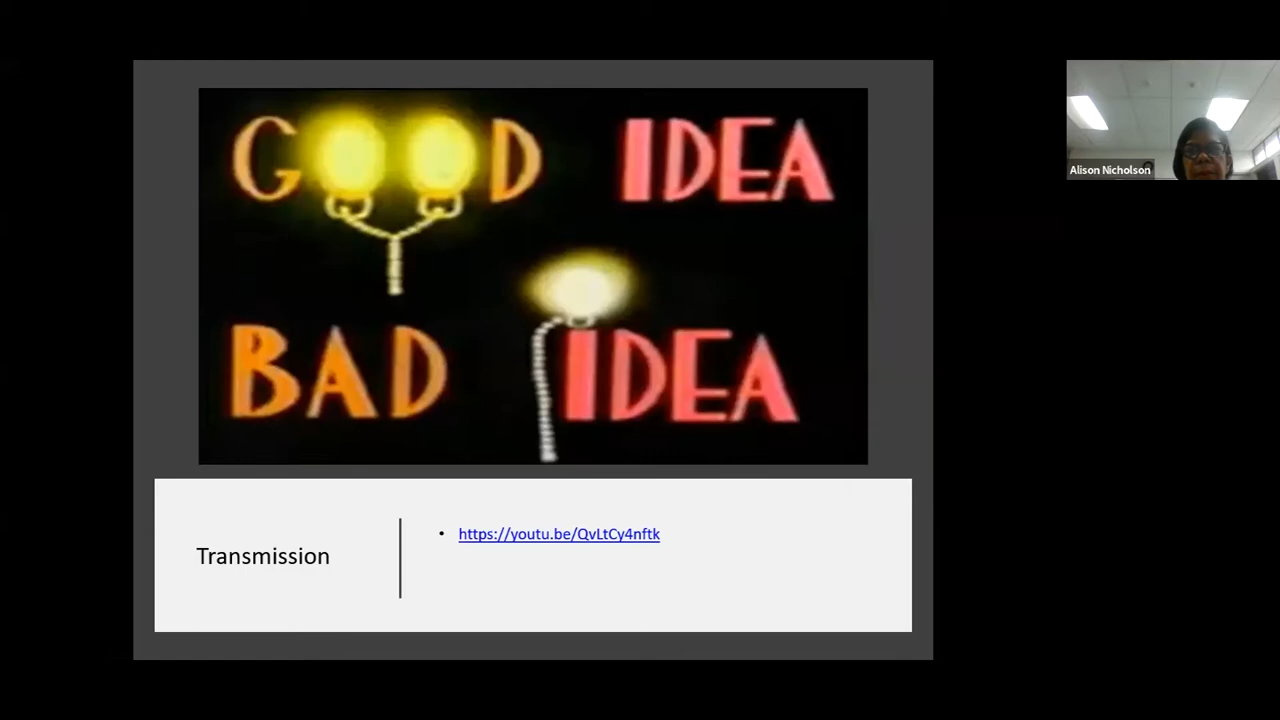 GOOD IDEA
BAD IDEA
Transmission
• https://youtu.be/QvLtCy4nftk
Alison Nicholson